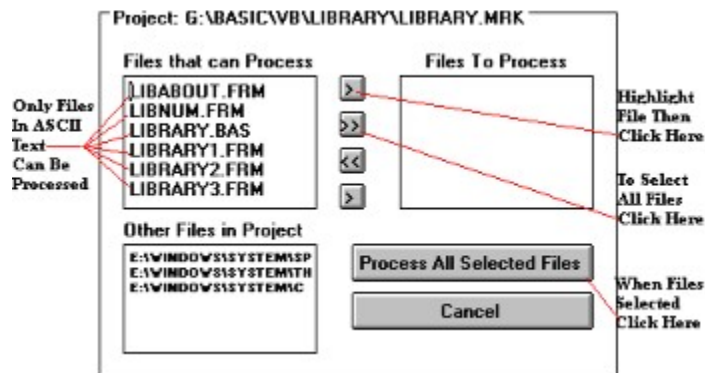 Project: G:\BASIC\VB\LIBRARY\LIBRARY.MRK
Files that can Process
LIBABOUT.FRM
LIBNUM.FRM
LIBRARY.BAS
LIBRARY1.FRM
LIBRARY2.FRM
LIBRARY3.FRM
>
>>
<<
>
Files To Process
Only Files
In ASCII
Text
Can Be
Processed
Highlight
File Then
Click Here
To Select
All Files
Click Here
Other Files in Project
E:\WINDOWS\SYSTEM\SP
E:\WINDOWS\SYSTEM\TH
E:\WINDOWS\SYSTEM\C
Process All Selected Files
Cancel
When Files
Selected
Click Here